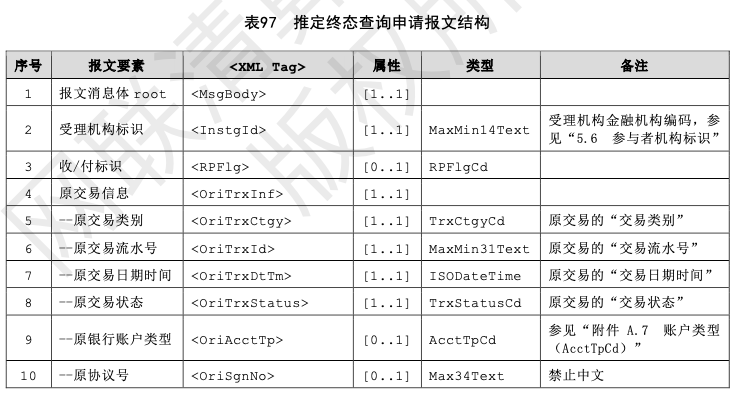 表97 推定终态查询申请报文结构
序号 报文要素 <XML Tag> 属性 类型 备注
1 报文消息体 root <MsgBody> [1..1]
2 受理机构标识 <InstgId> [1..1] MaxMin14Text 受理机构金融机构编码，参
见“5.6 参与者机构标识”
3 收/付标识 <RPFlg> [0..1] RPFlgCd
4 原交易信息 <OriTrxInf> [1..1]
5 --原交易类别 <OriTrxCtgy> [1..1] TrxCtgyCd 原交易的“交易类别”
6 --原交易流水号 <OriTrxId> [1..1] MaxMin31Text 原交易的“交易流水号”
7 --原交易日期时间 <OriTrxDtTm> [1..1] ISODateTime 原交易的“交易日期时间”
8 --原交易状态 <OriTrxStatus> [1..1] TrxStatusCd 原交易的“交易状态”
9 --原银行账户类型 <OriAcctTp> [0..1] AcctTpCd 参见“附件 A.7 账户类型
（AcctTpCd）”
10 --原协议号 <OriSgnNo> [0..1] Max34Text 禁止中文
网联清算
版权所